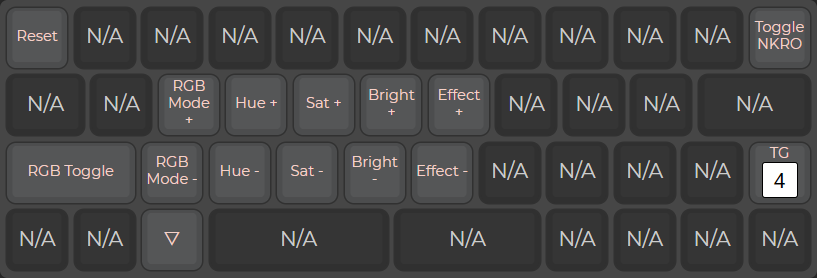 Reset
N/A
N/A
N/A
N/A
N/A
N/A
N/A
N/A
N/A
N/A
Toggle
NKRO
N/A
N/A
RGB
Mode
+
Hue +
Sat +
Bright
+
Effect
+
N/A
N/A
N/A
N/A
RGB Toggle
RGB
Mode -
Hue -
Sat -
Bright
-
Effect -
N/A
N/A
N/A
N/A
TG
4
N/A
N/A
▽
N/A
N/A
N/A
N/A
N/A
N/A